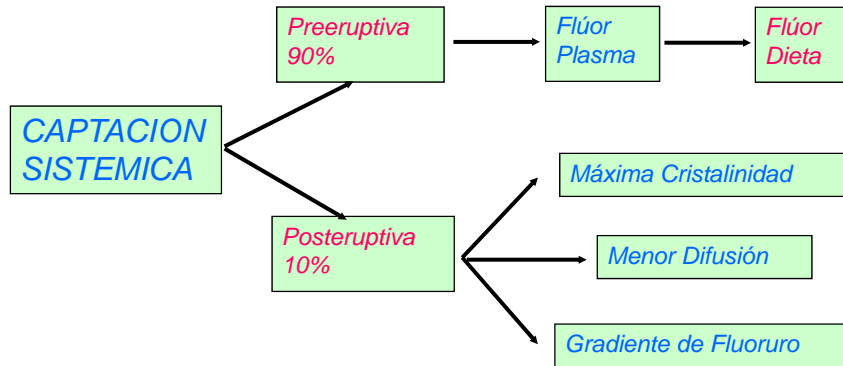 CAPTACION
SISTEMICA
Preeruptiva
90%
Flúor
Plasma
Flúor
Dieta
Posteruptiva
10%
Máxima Cristalinidad
Menor Difusión
Gradiente de Fluoruro